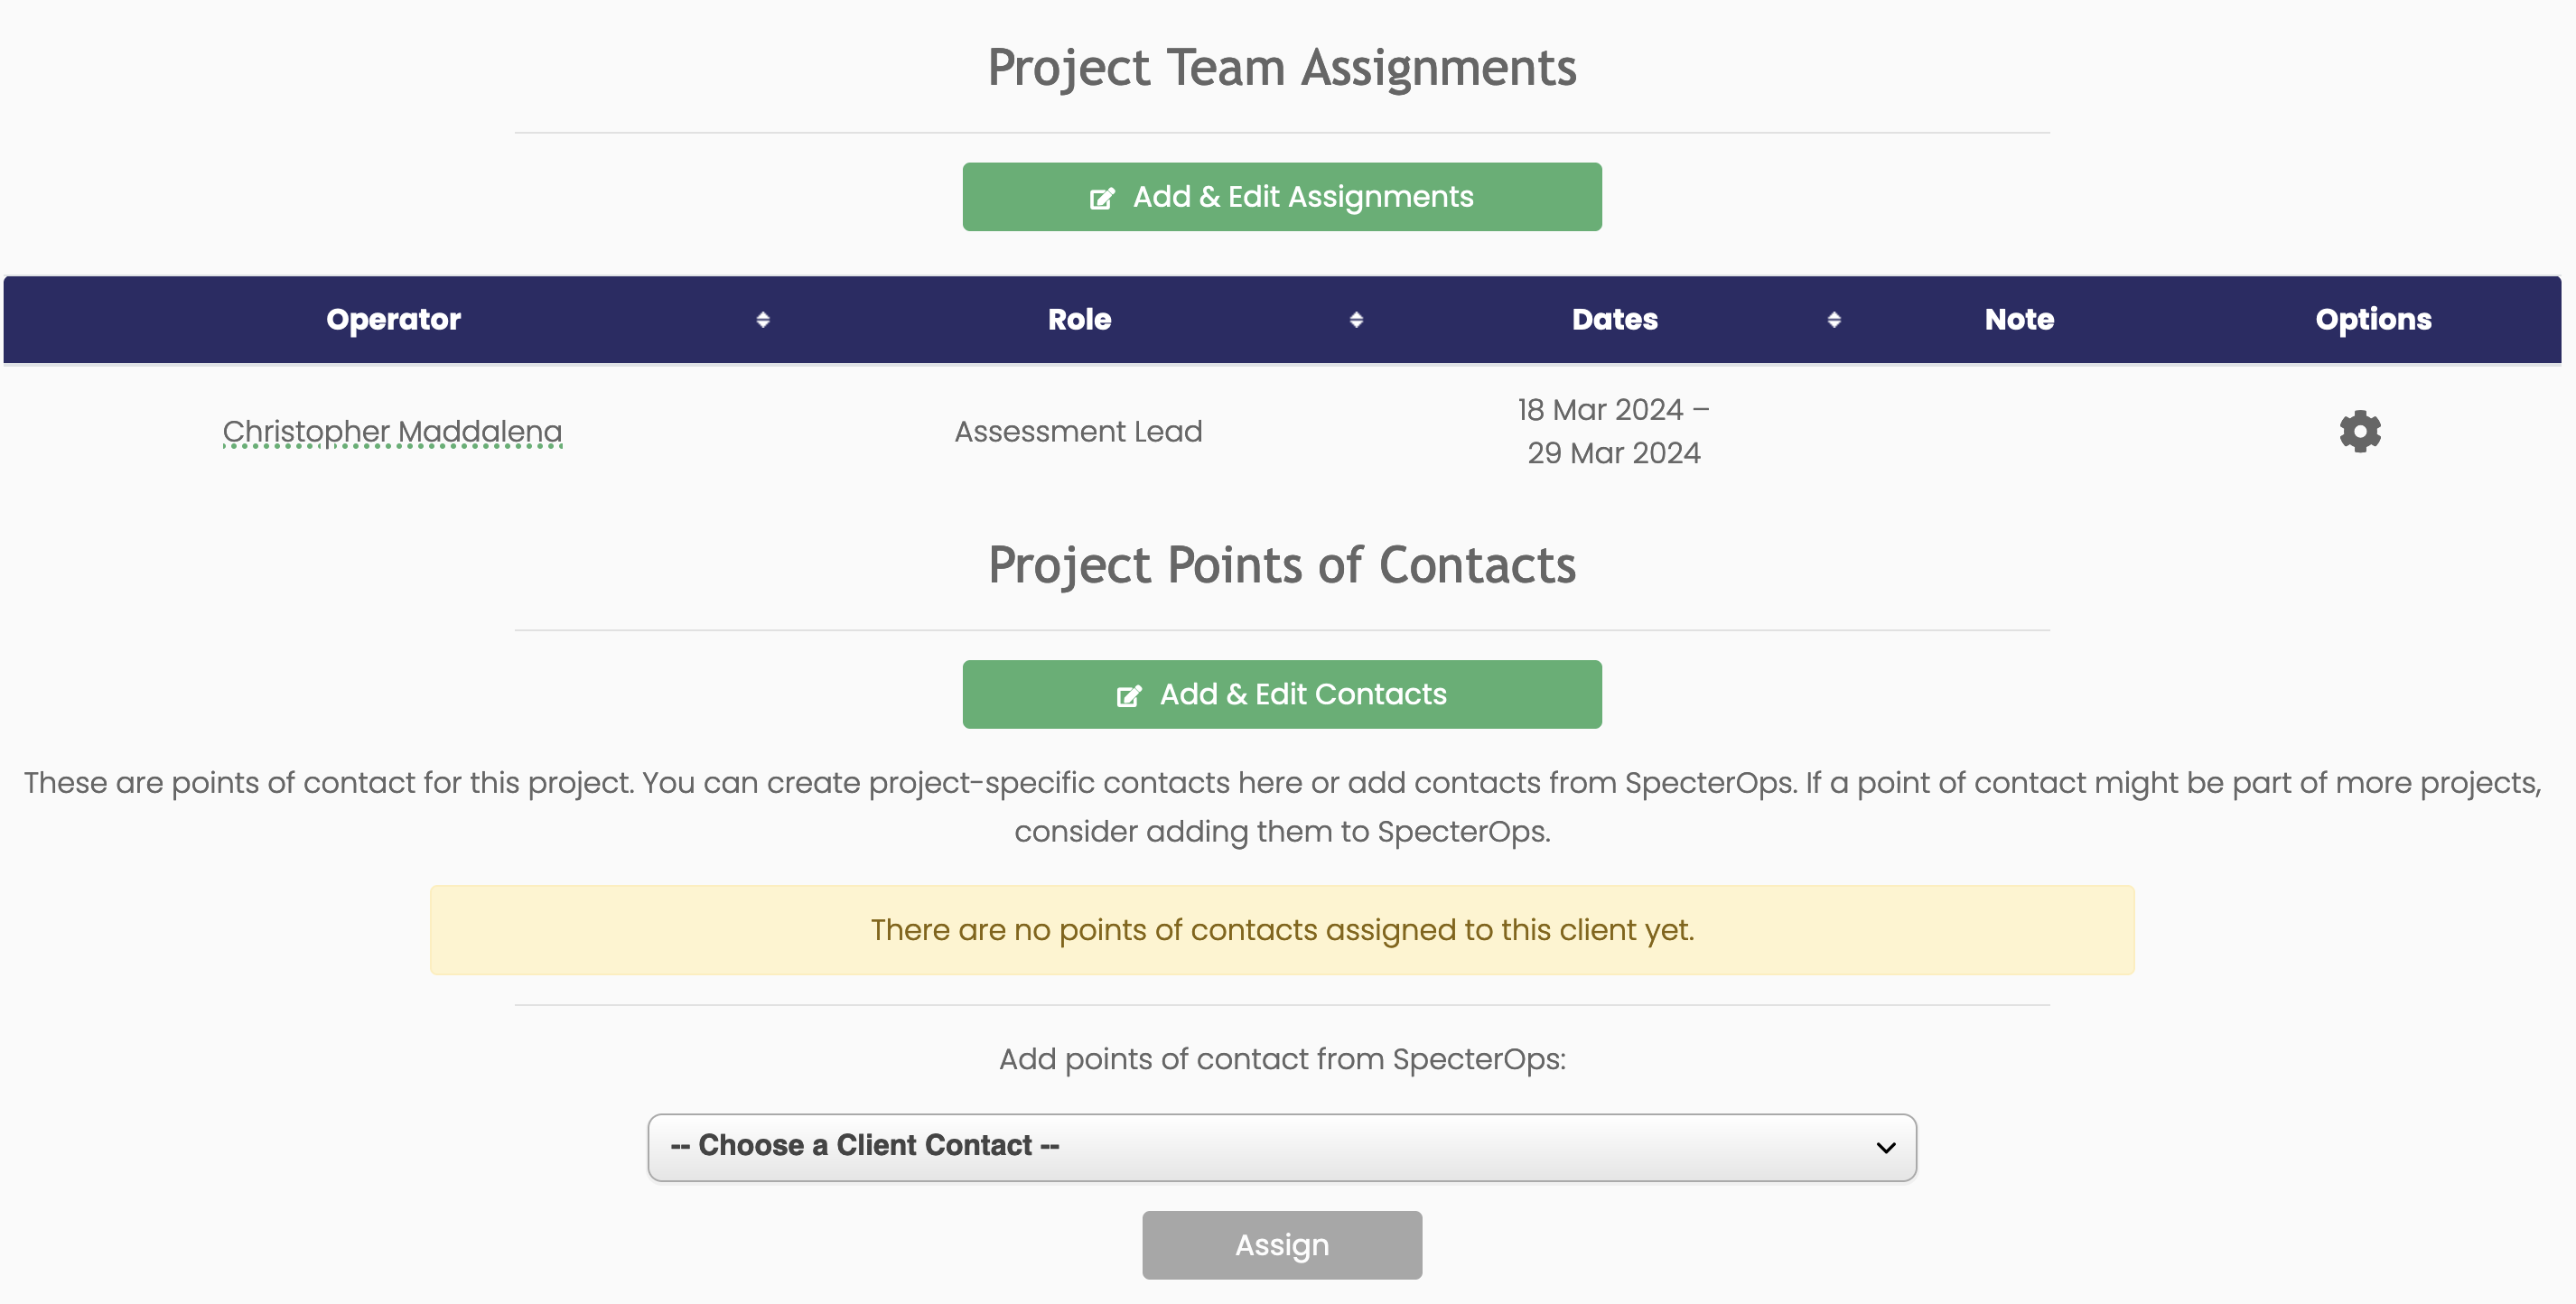 Project Team Assignments
Add & Edit Assignments
Operator Role Dates Note Options
Christopher Maddalena Assessment Lead 18 Mar 2024 –
29 Mar 2024
Project Points of Contacts
Add & Edit Contacts
These are points of contact for this project. You can create project-specific contacts here or add contacts from SpecterOps. If a point of contact might be part of more projects,
consider adding them to SpecterOps.
There are no points of contacts assigned to this client yet.
Add points of contact from SpecterOps:
-- Choose a Client Contact --
Assign